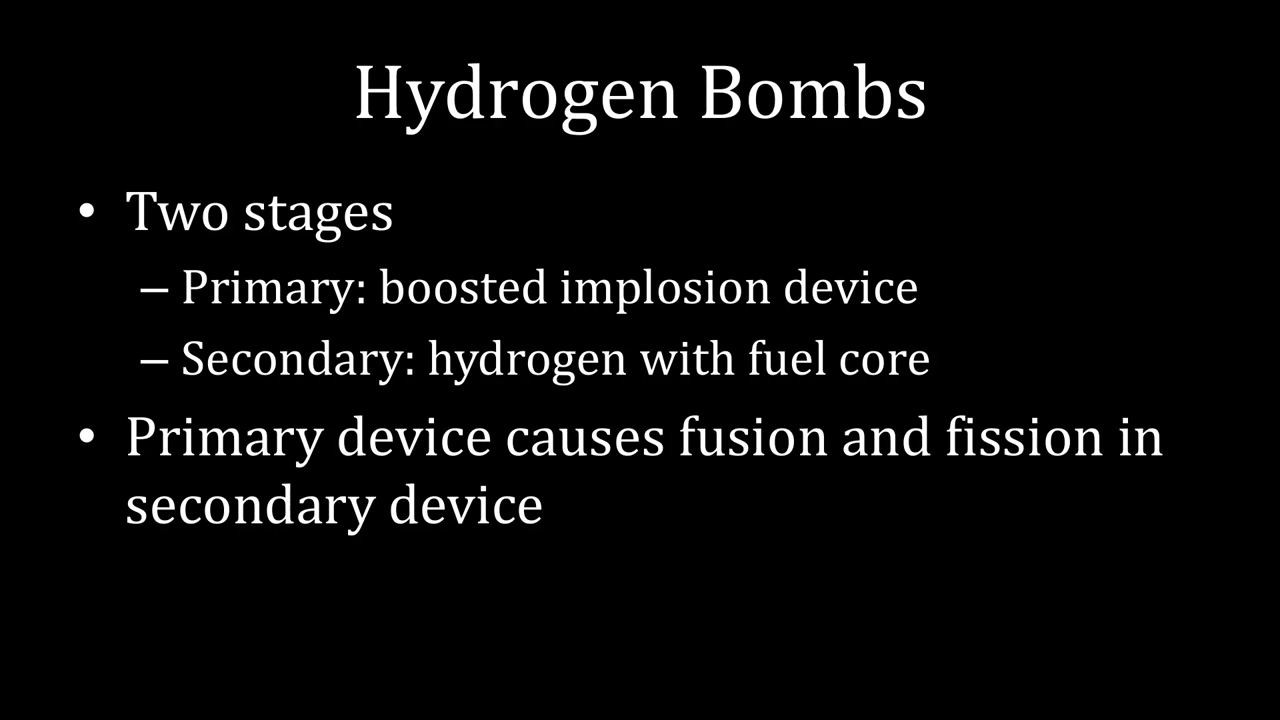 Hydrogen Bombs
• Two stages
– Primary: boosted implosion device
– Secondary: hydrogen with fuel core
• Primary device causes fusion and fission in
secondary device